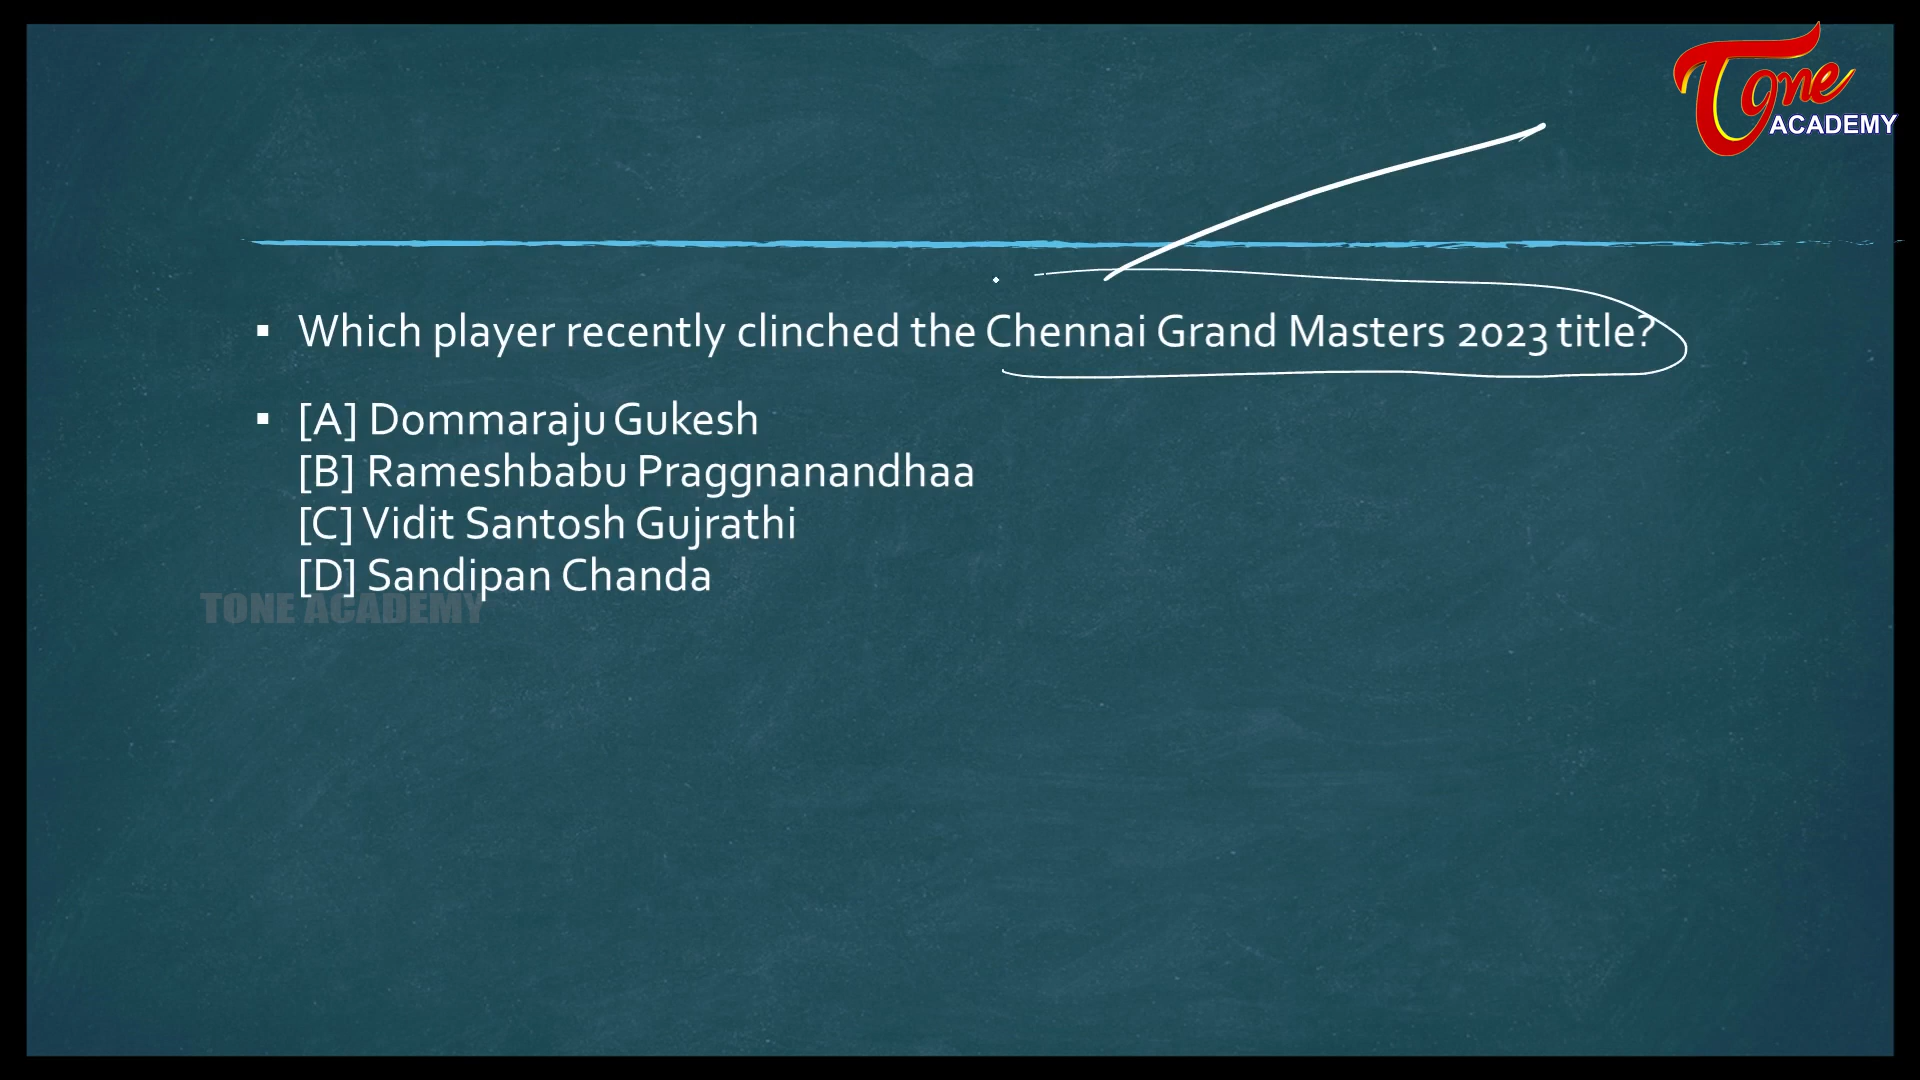 Tone
ACADEMY
▪ Which player recently clinched the Chennai Grand Masters 2023 title?
▪ [A] Dommaraju Gukesh
[B] Rameshbabu Praggnanandhaa
[C] Vidit Santosh Gujrathi
[D] Sandipan Chanda
TONE ACADEMY